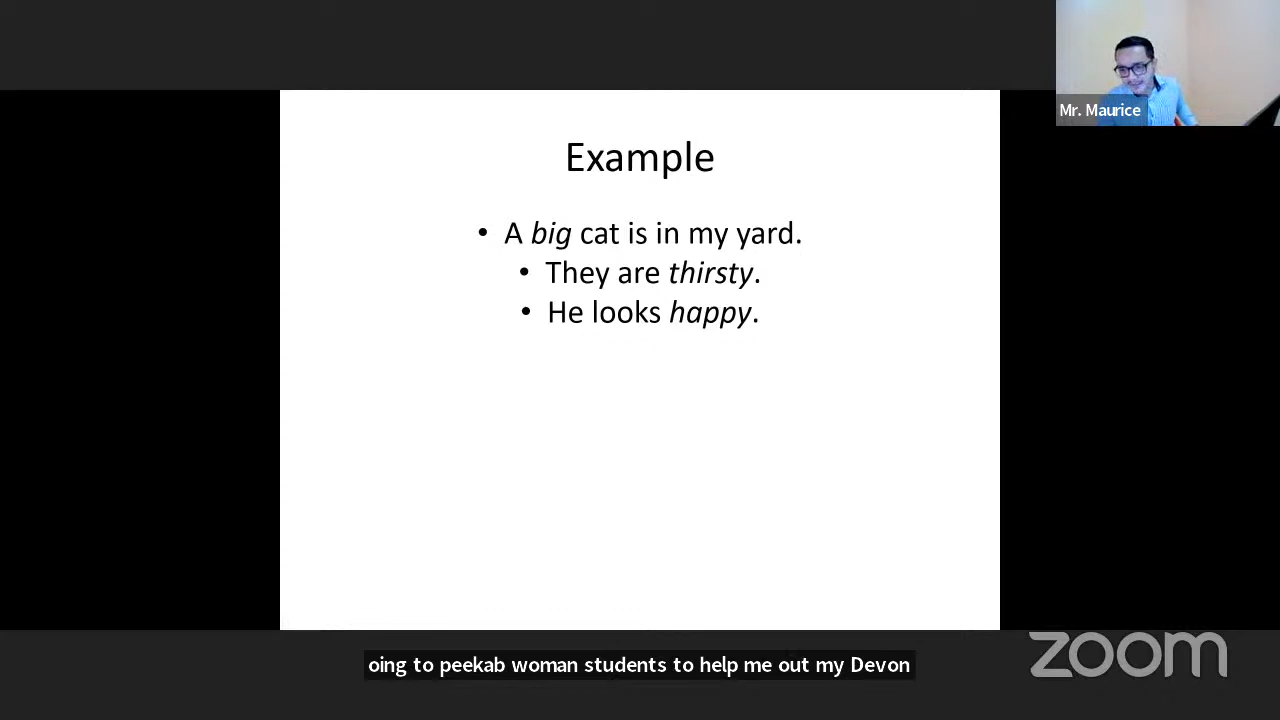 Mr. Maurice
Example
• A big cat is in my yard.
• They are thirsty.
• He looks happy.
oing to peekab woman students to help me out my Devon
zoom